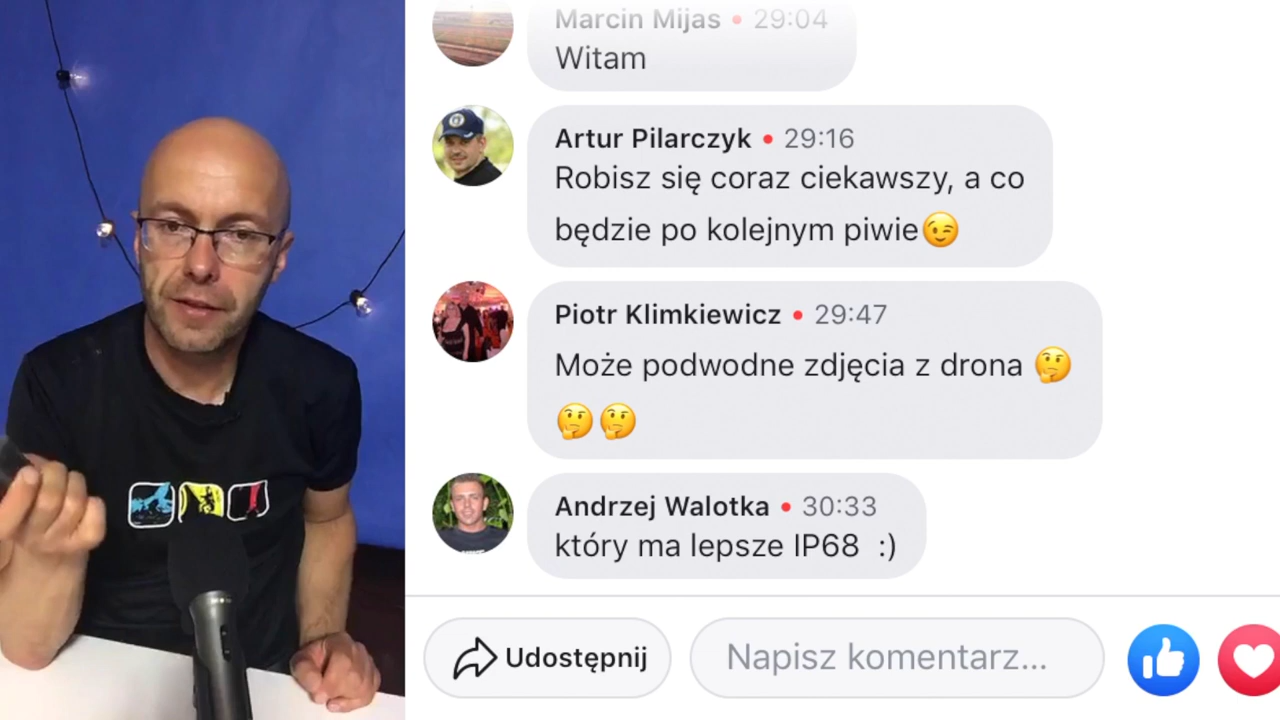 Marcin Mijas • 29:04
Witam
Artur Pilarczyk • 29:16
Robisz się coraz ciekawszy, a co
będzie po kolejnym piwie😉
Piotr Klimkiewicz • 29:47
Może podwodne zdjęcia z drona 🤔
🤔🤔
Andrzej Walotka • 30:33
który ma lepsze IP68 :)
Udostępnij
Napisz komentarz...